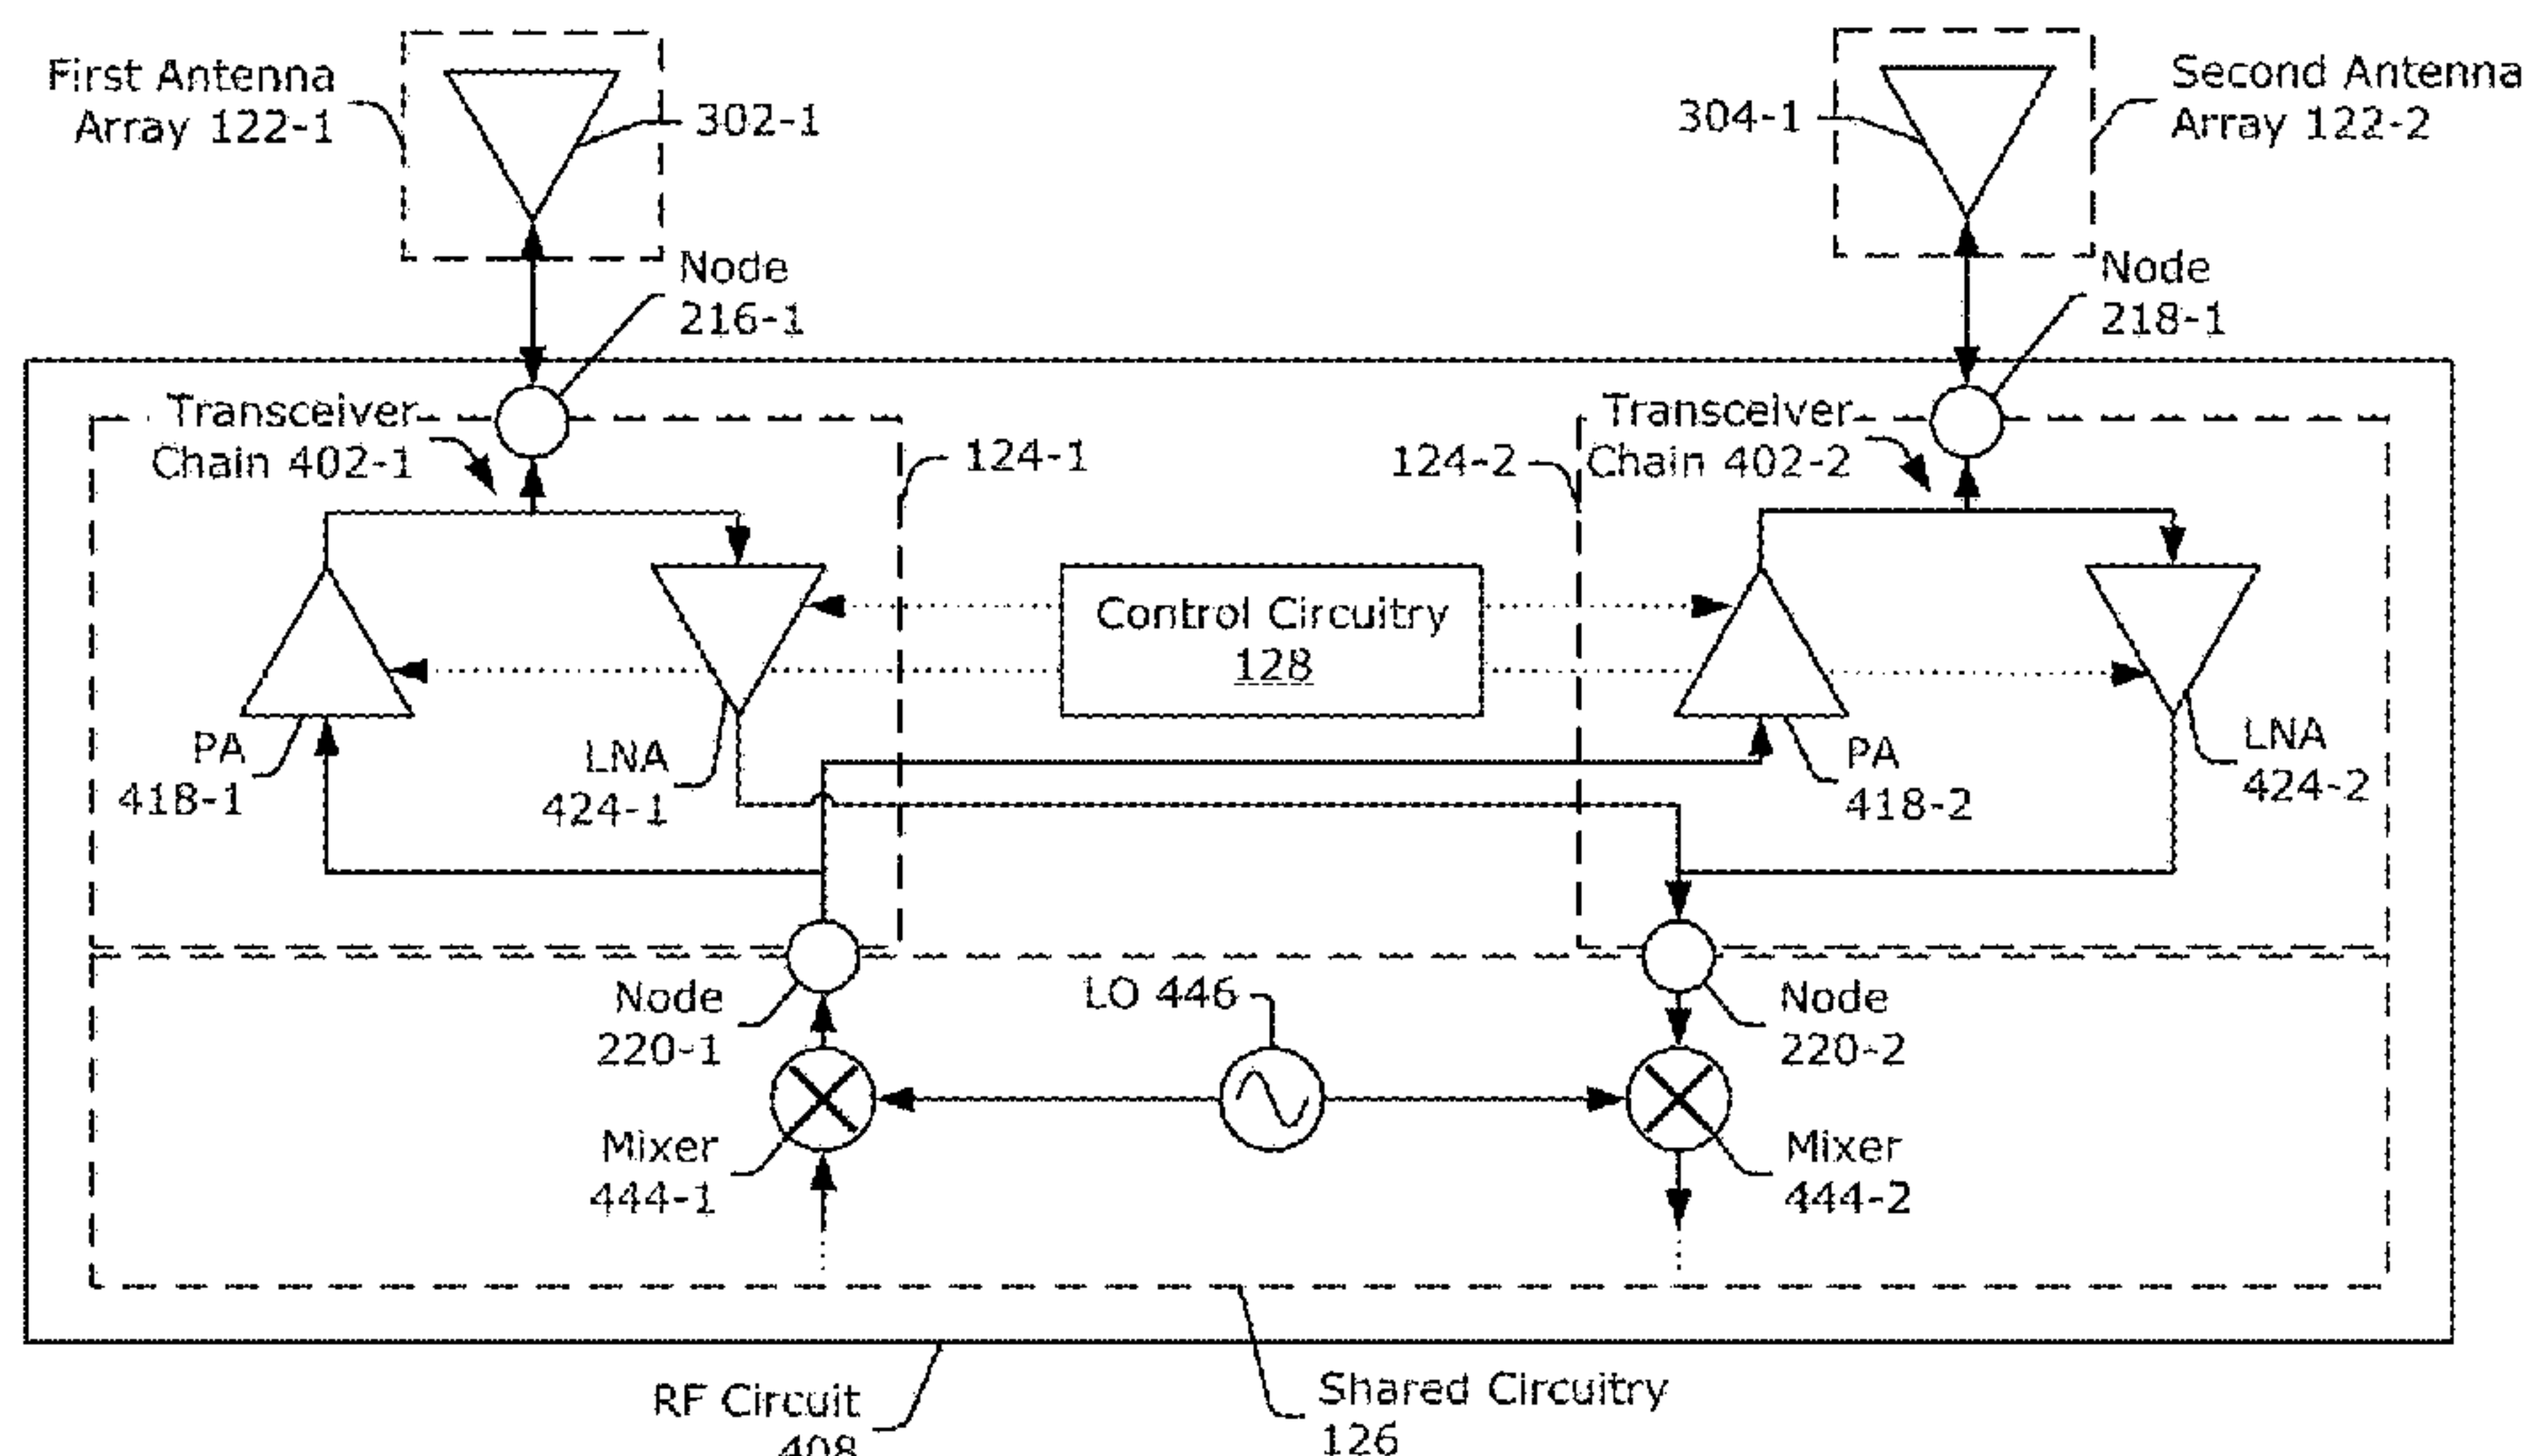 First Antenna
Array 122-1
302-1
304-1
Second Antenna
Array 122-2
Node
216-1
Node
218-1
Transceiver
Chain 402-1
124-1
124-2
Transceiver
Chain 402-2
Control Circuitry
128
PA
418-1
LNA
424-1
PA
418-2
LNA
424-2
Node
220-1
LO 446
Node
220-2
Mixer
444-1
Mixer
444-2
RF Circuit
408
Shared Circuitry
126